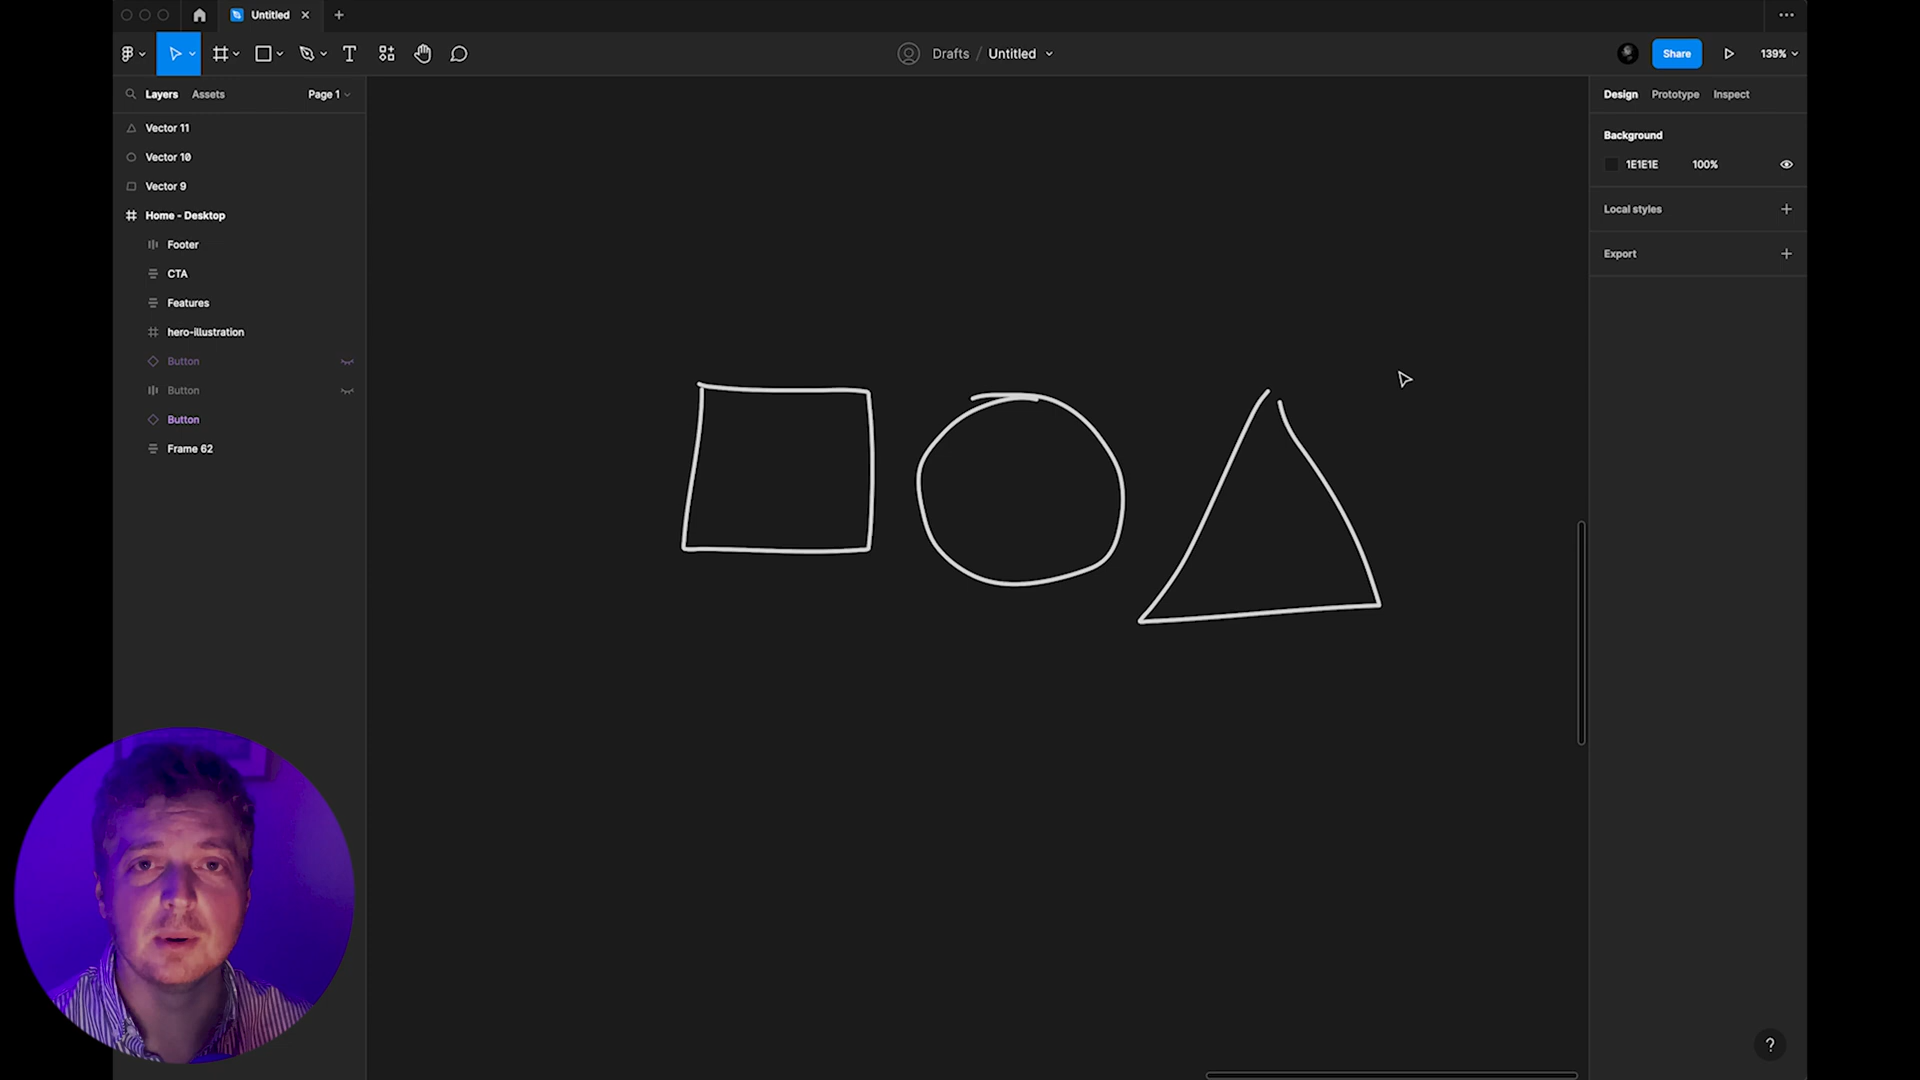 Untitled
Drafts / Untitled
Share
139%
Layers Assets Page 1
Vector 11
Vector 10
Vector 9
Home - Desktop
Footer
CTA
Features
hero-illustration
Button
Button
Button
Frame 62
Design Prototype Inspect
Background
1E1E1E 100%
Local styles
Export
?